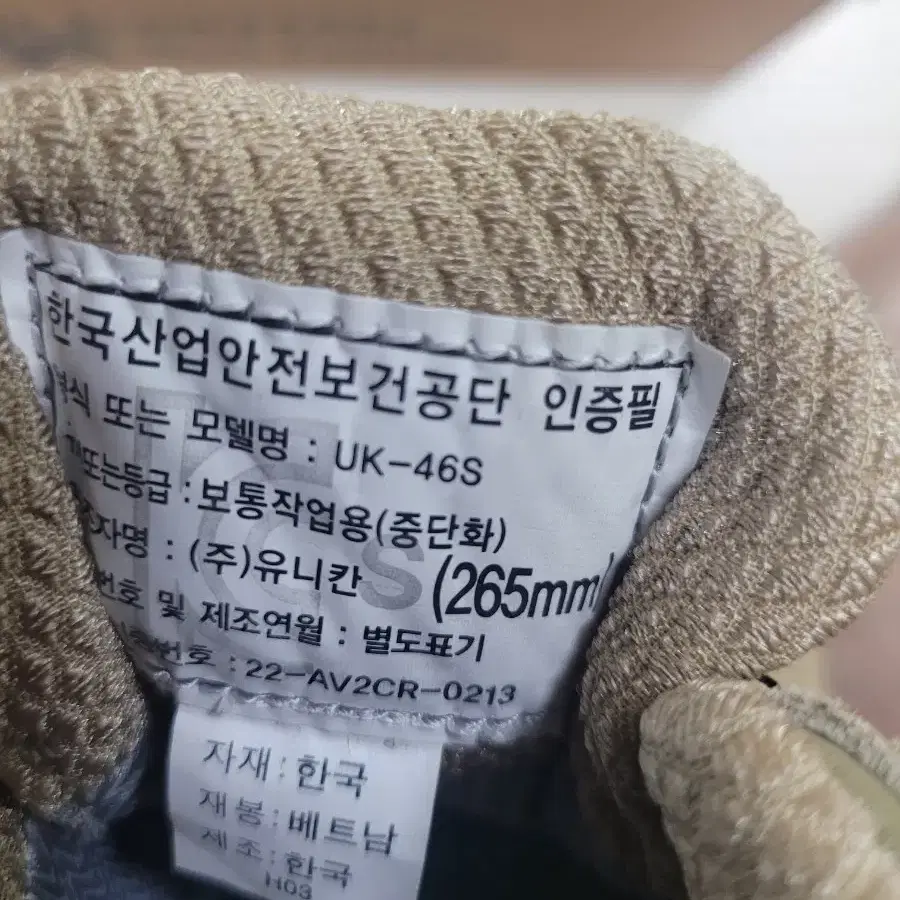 한국산업안전보건공단 인증필
형식 또는 모델명 : UK-46S
또는등급 : 보통작업용(중단화)
자명 : (주)유니칸 (265mm)
번호 및 제조연월 : 별도표기
번호 : 22-AV2CR-0213
자재 : 한국
재봉 : 베트남
제조 : 한국
H03